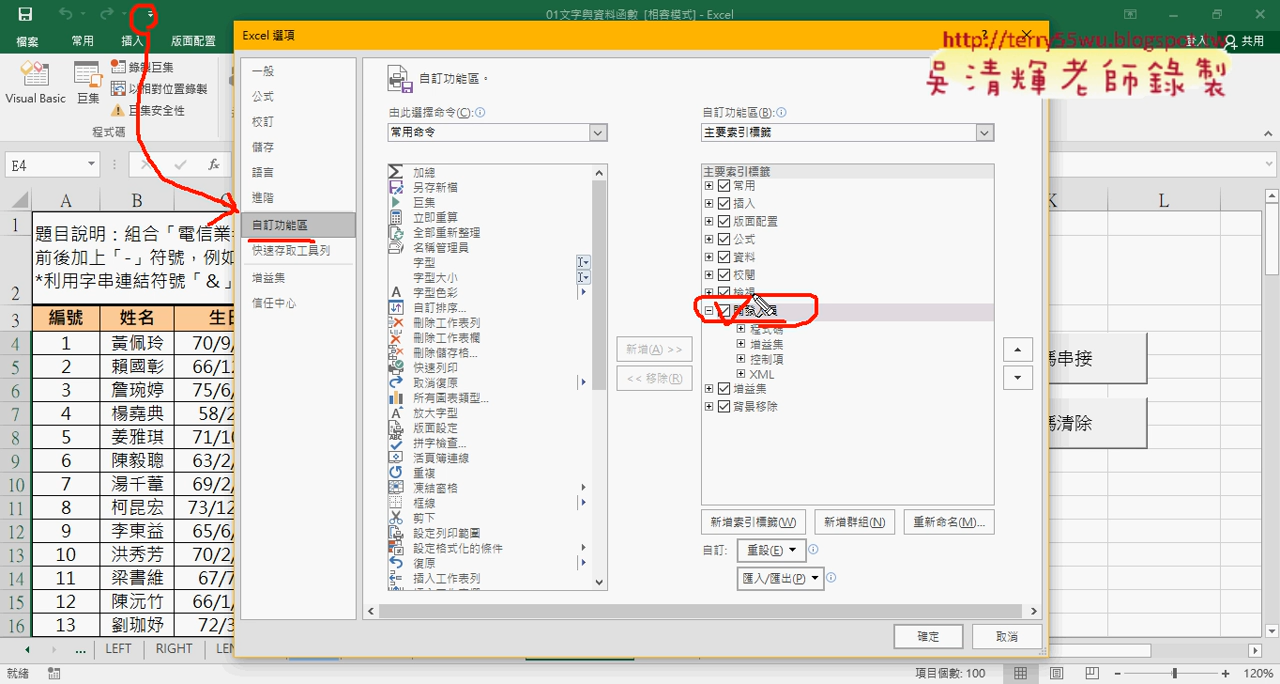 01文字與資料函數 [相容模式] - Excel
檔案 常用 插入 版面配置
登入 共用
http://terry55wu.blogspot.tw
吳清輝老師錄製
Visual Basic 巨集
錄製巨集
以相對位置錄製
巨集安全性
程式碼
E4
fx
A B K L
1 題目說明：組合「電信業
前後加上「-」符號，例如
2 *利用字串連結符號「&」
3 編號 姓名 生日
4 1 黃佩玲 70/9/
5 2 賴國彰 66/12
6 3 詹琬婷 75/6/
7 4 楊堯典 58/2
8 5 姜雅琪 71/10
9 6 陳毅聰 63/2/
10 7 湯千葦 69/2/
11 8 柯昆宏 73/12
12 9 李東益 65/6/
13 10 洪秀芳 70/2/
14 11 梁書維 67/7
15 12 陳沅竹 66/1/
16 13 劉珈妤 72/3
碼串接
碼清除
... LEFT RIGHT LEN
就緒
項目個數: 100
120%
Excel 選項
一般
公式
校訂
儲存
語言
進階
自訂功能區
快速存取工具列
增益集
信任中心
自訂功能區。
由此選擇命令(C):
常用命令
加總
另存新檔
巨集
立即重算
全部重新整理
名稱管理員
字型
字型大小
字型色彩
自訂排序...
刪除工作表列
刪除工作表欄
刪除儲存格...
快速列印
取消復原
所有圖表類型...
放大字型
版面設定
拼字檢查...
活頁簿連線
重複
凍結窗格
框線
剪下
設定列印範圍
設定格式化的條件
復原
插入工作表列
新增(A) >>
<< 移除(R)
自訂功能區(B):
主要索引標籤
主要索引標籤
常用
插入
版面配置
公式
資料
校閱
檢視
程式碼
增益集
控制項
XML
增益集
背景移除
新增索引標籤(W) 新增群組(N) 重新命名(M)...
自訂: 重設(E)
匯入/匯出(P)
確定 取消